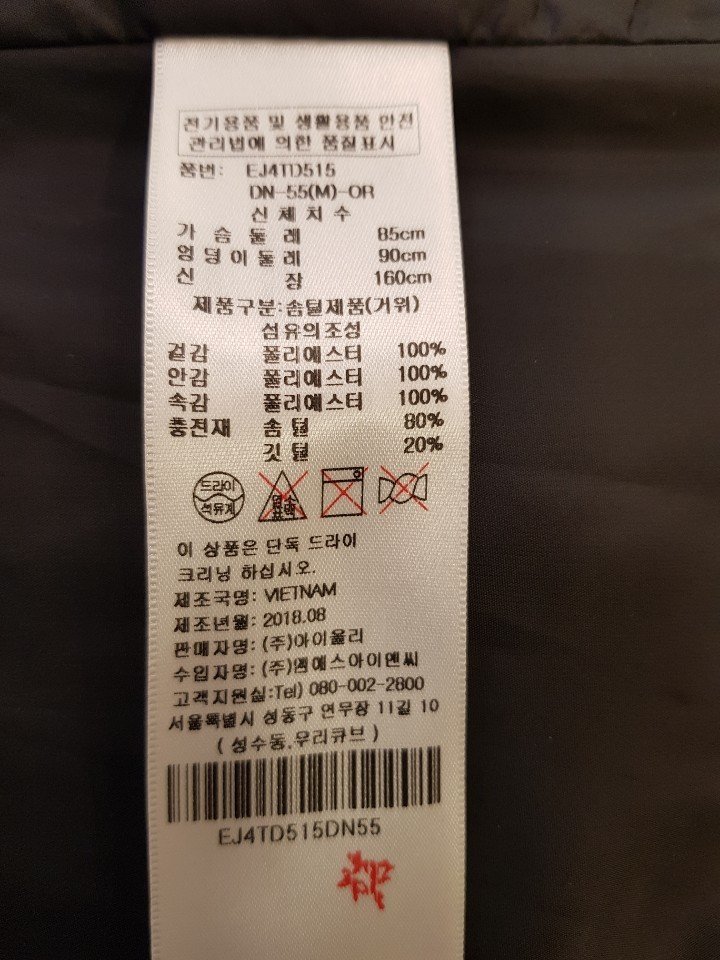 전기용품 및 생활용품 안전
관리법에 의한 품질표시
품번: EJ4TD515
DN-55(M)-OR
신 체 치 수
가 슴 둘 레 85cm
엉 덩 이 둘 레 90cm
신 장 160cm
제품구분:솜털제품(거위)
섬유의조성
겉감 폴리에스터 100%
안감 폴리에스터 100%
속감 폴리에스터 100%
충전재 솜 털 80%
깃 털 20%
드라이
석유계
염소
표백
이 상품은 단독 드라이
크리닝 하십시오.
제조국명: VIETNAM
제조년월: 2018.08
판매자명: (주)아이올리
수입자명: (주)엠에스아이앤씨
고객지원실:Tel) 080-002-2800
서울특별시 성동구 연무장 11길 10
( 성수동,우리큐브 )
EJ4TD515DN55